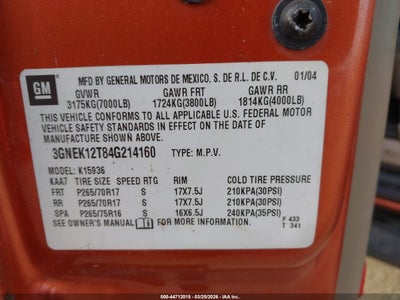 GM
MFD BY GENERAL MOTORS DE MEXICO, S. DE R.L. DE C.V. 01/04
GVWR GAWR FRT GAWR RR
3175KG(7000LB) 1724KG(3800LB) 1814KG(4000LB)
THIS VEHICLE CONFORMS TO ALL APPLICABLE U.S. FEDERAL MOTOR
VEHICLE SAFETY STANDARDS IN EFFECT ON THE DATE OF
MANUFACTURE SHOWN ABOVE.
3GNEK12T84G214160 TYPE: M.P.V.
MODEL: K15936
KAA7 TIRE SIZE SPEED RTG RIM COLD TIRE PRESSURE
FRT P265/70R17 S 17X7.5J 210KPA(30PSI)
RR P265/70R17 S 17X7.5J 210KPA(30PSI)
SPA P265/75R16 S 16X6.5J 240KPA(35PSI)
SEE OWNER'S MANUAL FOR MORE INFORMATION. F 433
T 341
000-44712015 - 03/29/2026 - IAA Inc.